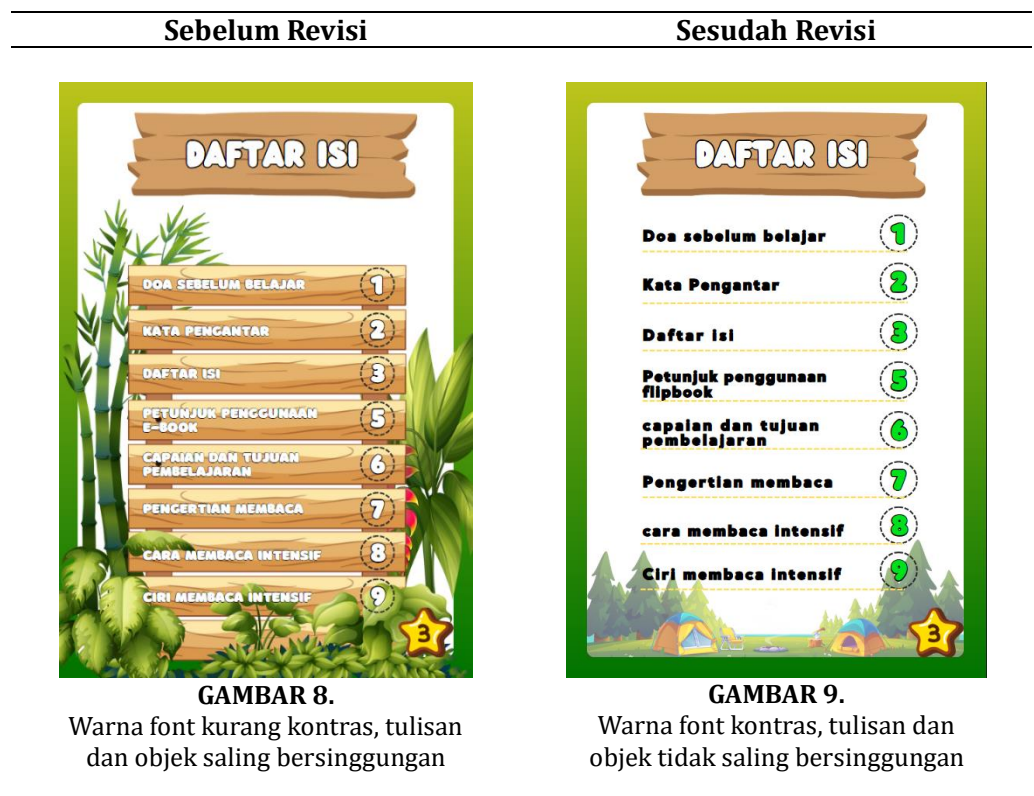 Sebelum Revisi
Sesudah Revisi
DAFTAR ISI
DOA SEBELUM BELAJAR 1
KATA PENGANTAR 2
DAFTAR ISI 3
PETUNJUK PENGGUNAAN
E-BOOK 5
CAPAIAN DAN TUJUAN
PEMBELAJARAN 6
PENGERTIAN MEMBACA 7
CARA MEMBACA INTENSIF 8
CIRI MEMBACA INTENSIF 9
3
GAMBAR 8.
Warna font kurang kontras, tulisan
dan objek saling bersinggungan
DAFTAR ISI
Doa sebelum belajar 1
Kata Pengantar 2
Daftar isi 3
Petunjuk penggunaan
flipbook 5
capaian dan tujuan
pembelajaran 6
Pengertian membaca 7
cara membaca intensif 8
Ciri membaca intensif 9
3
GAMBAR 9.
Warna font kontras, tulisan dan
objek tidak saling bersinggungan